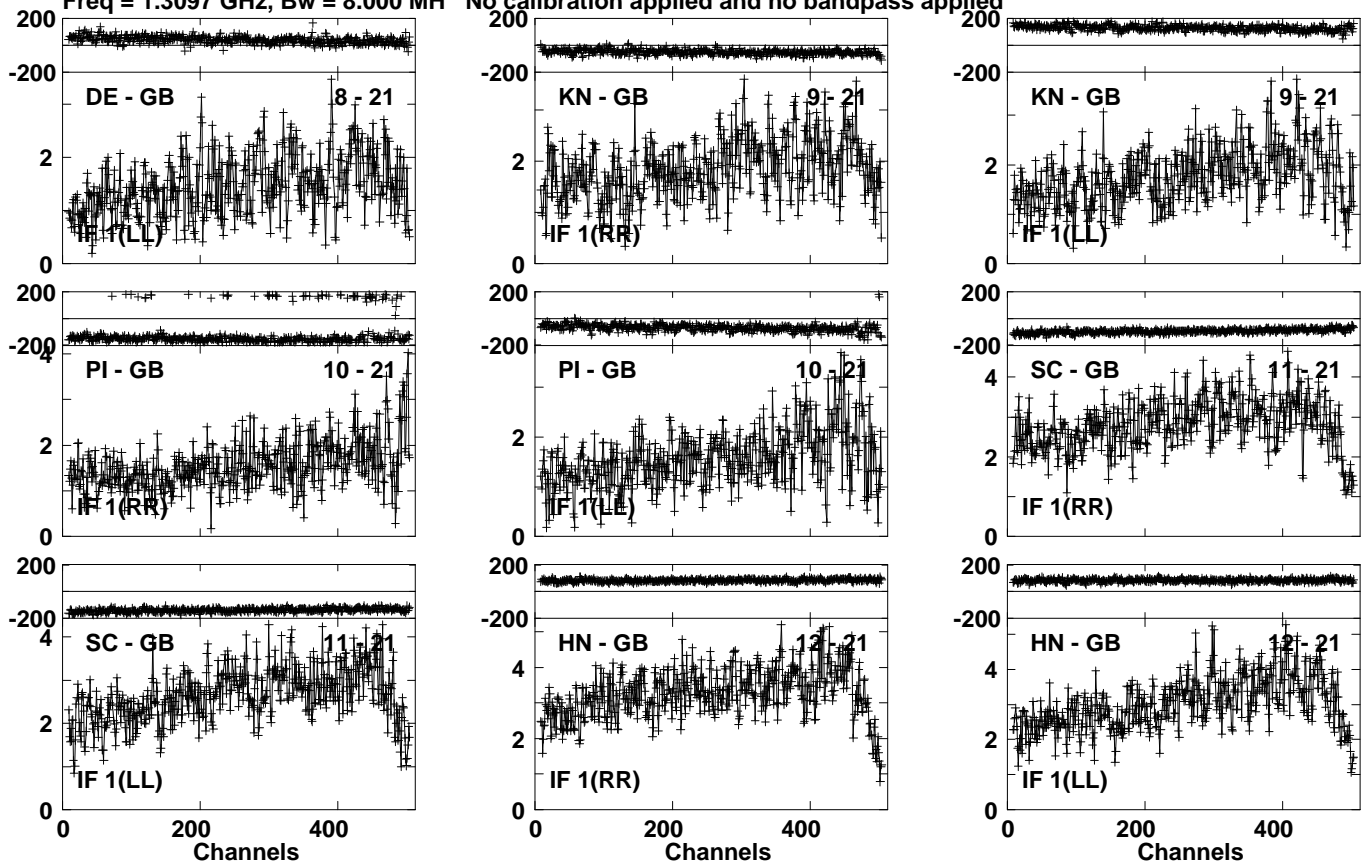 Freq = 1.3097 GHz, Bw = 8.000 MH No calibration applied and no bandpass applied
200
-200
DE - GB 8 - 21
2
IF 1(LL)
0
200
-200
KN - GB 9 - 21
2
IF 1(RR)
0
200
-200
KN - GB 9 - 21
2
IF 1(LL)
0
200
-200
4
PI - GB 10 - 21
2
IF 1(RR)
0
200
-200
PI - GB 10 - 21
2
IF 1(LL)
0
200
-200
4
SC - GB 11 - 21
2
IF 1(RR)
0
200
-200
4
SC - GB 11 - 21
2
IF 1(LL)
0
0 200 400
Channels
200
-200
HN - GB 12 - 21
4
2
IF 1(RR)
0
0 200 400
Channels
200
-200
HN - GB 12 - 21
4
2
IF 1(LL)
0
0 200 400
Channels